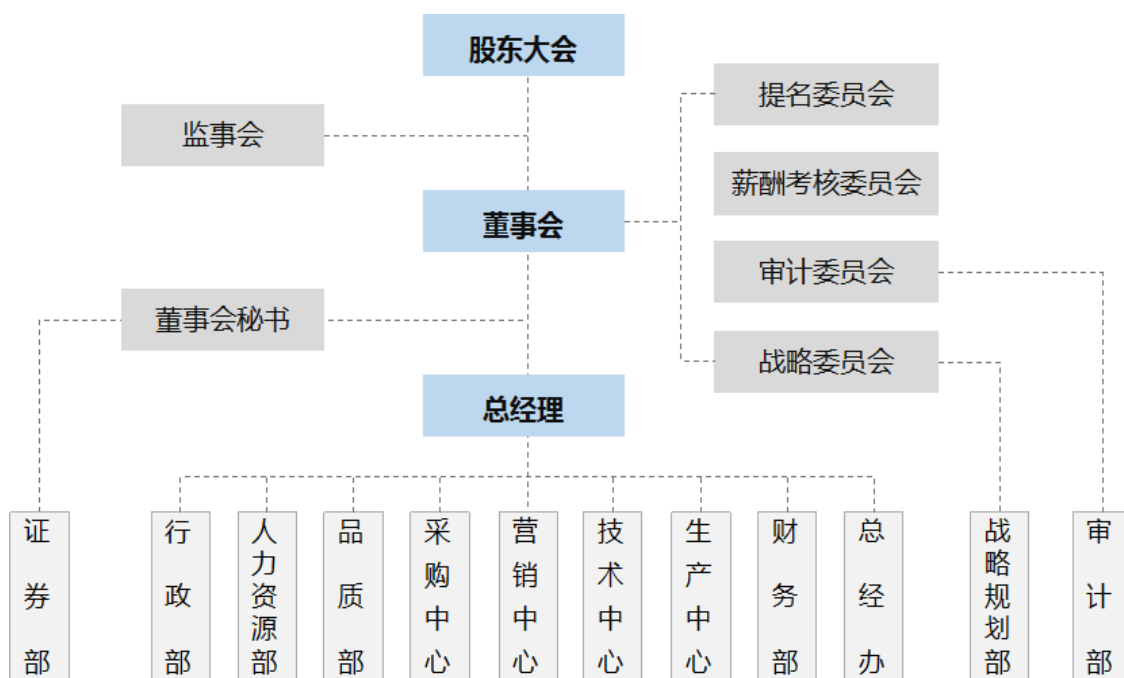 股东大会
提名委员会
监事会
薪酬考核委员会
董事会
审计委员会
董事会秘书
战略委员会
总经理
证券部
行政部
人力资源部
品质部
采购中心
营销中心
技术中心
生产中心
财务部
总经办
战略规划部
审计部